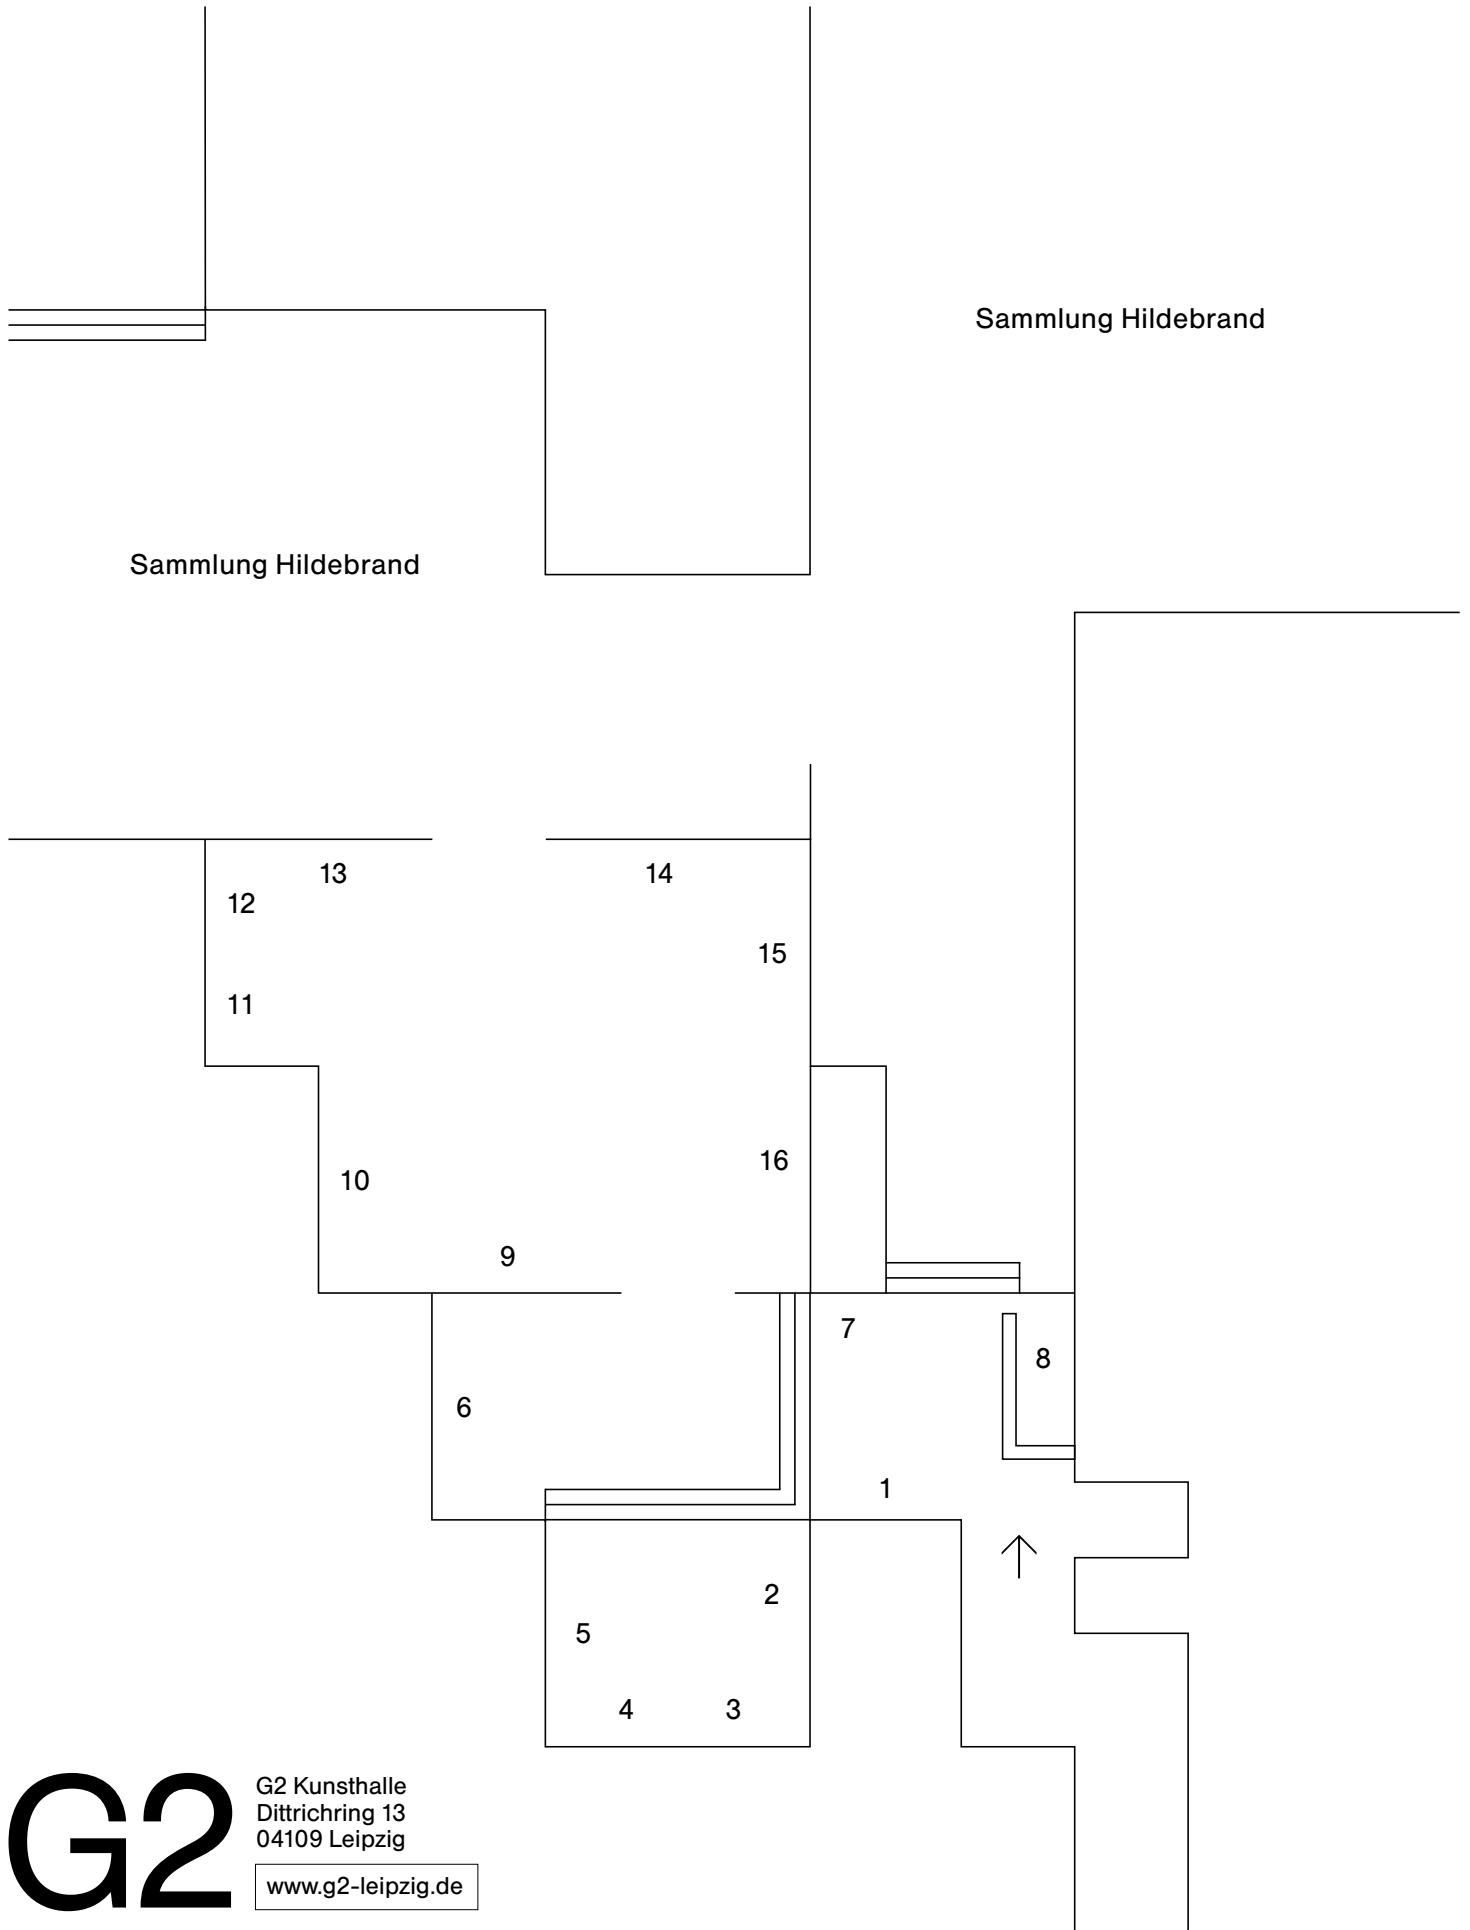 Sammlung Hildebrand
Sammlung Hildebrand
13
14
12
15
11
16
10
9
7
8
6
1
2
5
4
3
G2
G2 Kunsthalle
Dittrichring 13
04109 Leipzig
www.g2-leipzig.de